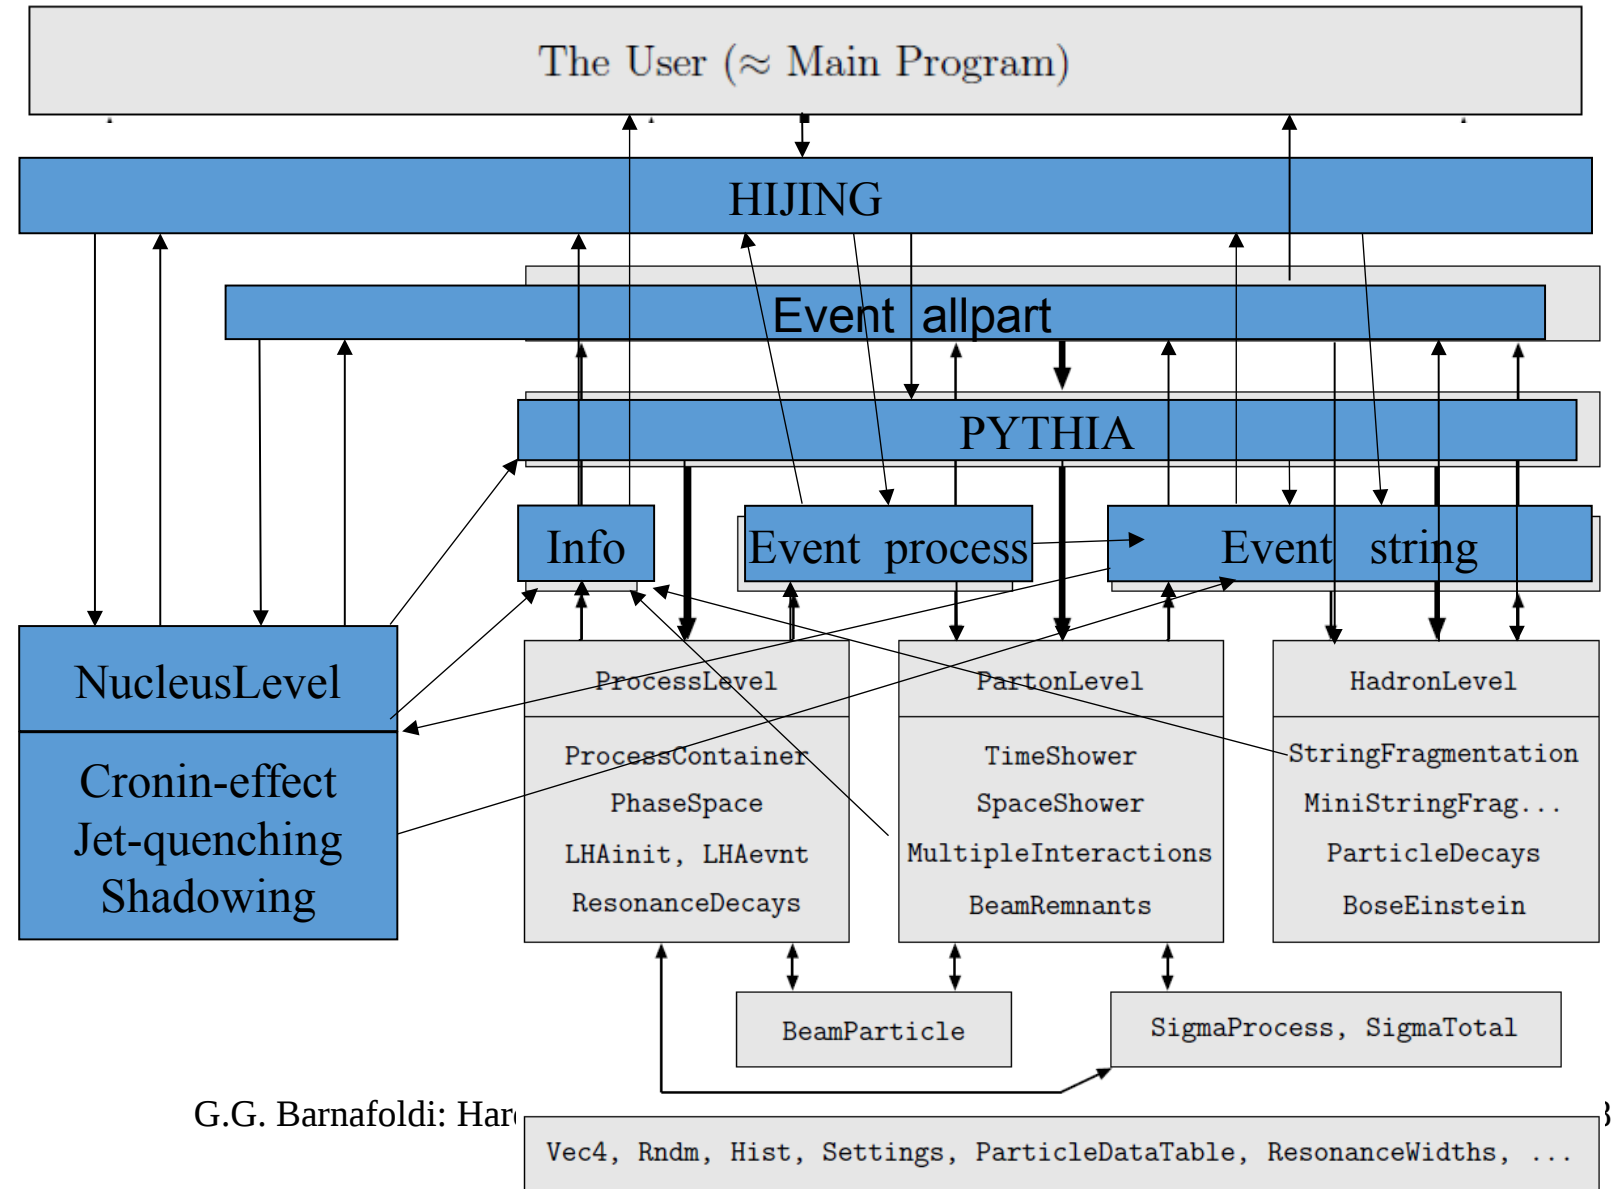 The User (≈ Main Program)
HIJING
Event allpart
PYTHIA
Info
Event process
Event string
NucleusLevel
Cronin-effect
Jet-quenching
Shadowing
ProcessLevel
ProcessContainer
PhaseSpace
LHAinit, LHAevnt
ResonanceDecays
PartonLevel
TimeShower
SpaceShower
MultipleInteractions
BeamRemnants
HadronLevel
StringFragmentation
MiniStringFrag...
ParticleDecays
BoseEinstein
BeamParticle
SigmaProcess, SigmaTotal
G.G. Barnafoldi:
Vec4, Rndm, Hist, Settings, ParticleDataTable, ResonanceWidths, ...